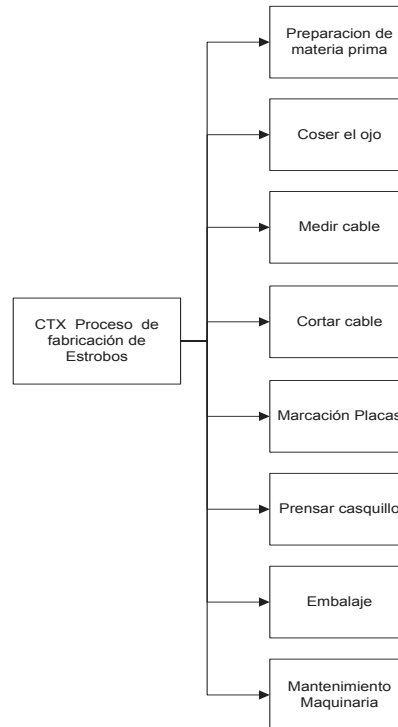 Preparacion de
materia prima
Coser el ojo
Medir cable
CTX Proceso de
fabricación de
Estrobos
Cortar cable
Marcación Placas
Prensar casquillo
Embalaje
Mantenimiento
Maquinaria